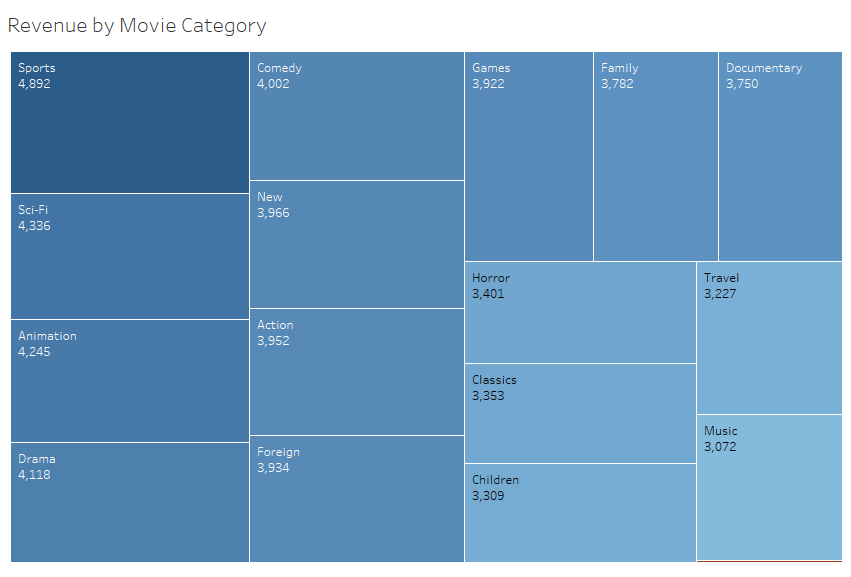 Revenue by Movie Category
Sports
4,892
Sci-Fi
4,336
Animation
4,245
Drama
4,118
Comedy
4,002
New
3,966
Action
3,952
Foreign
3,934
Games
3,922
Family
3,782
Documentary
3,750
Horror
3,401
Classics
3,353
Children
3,309
Travel
3,227
Music
3,072